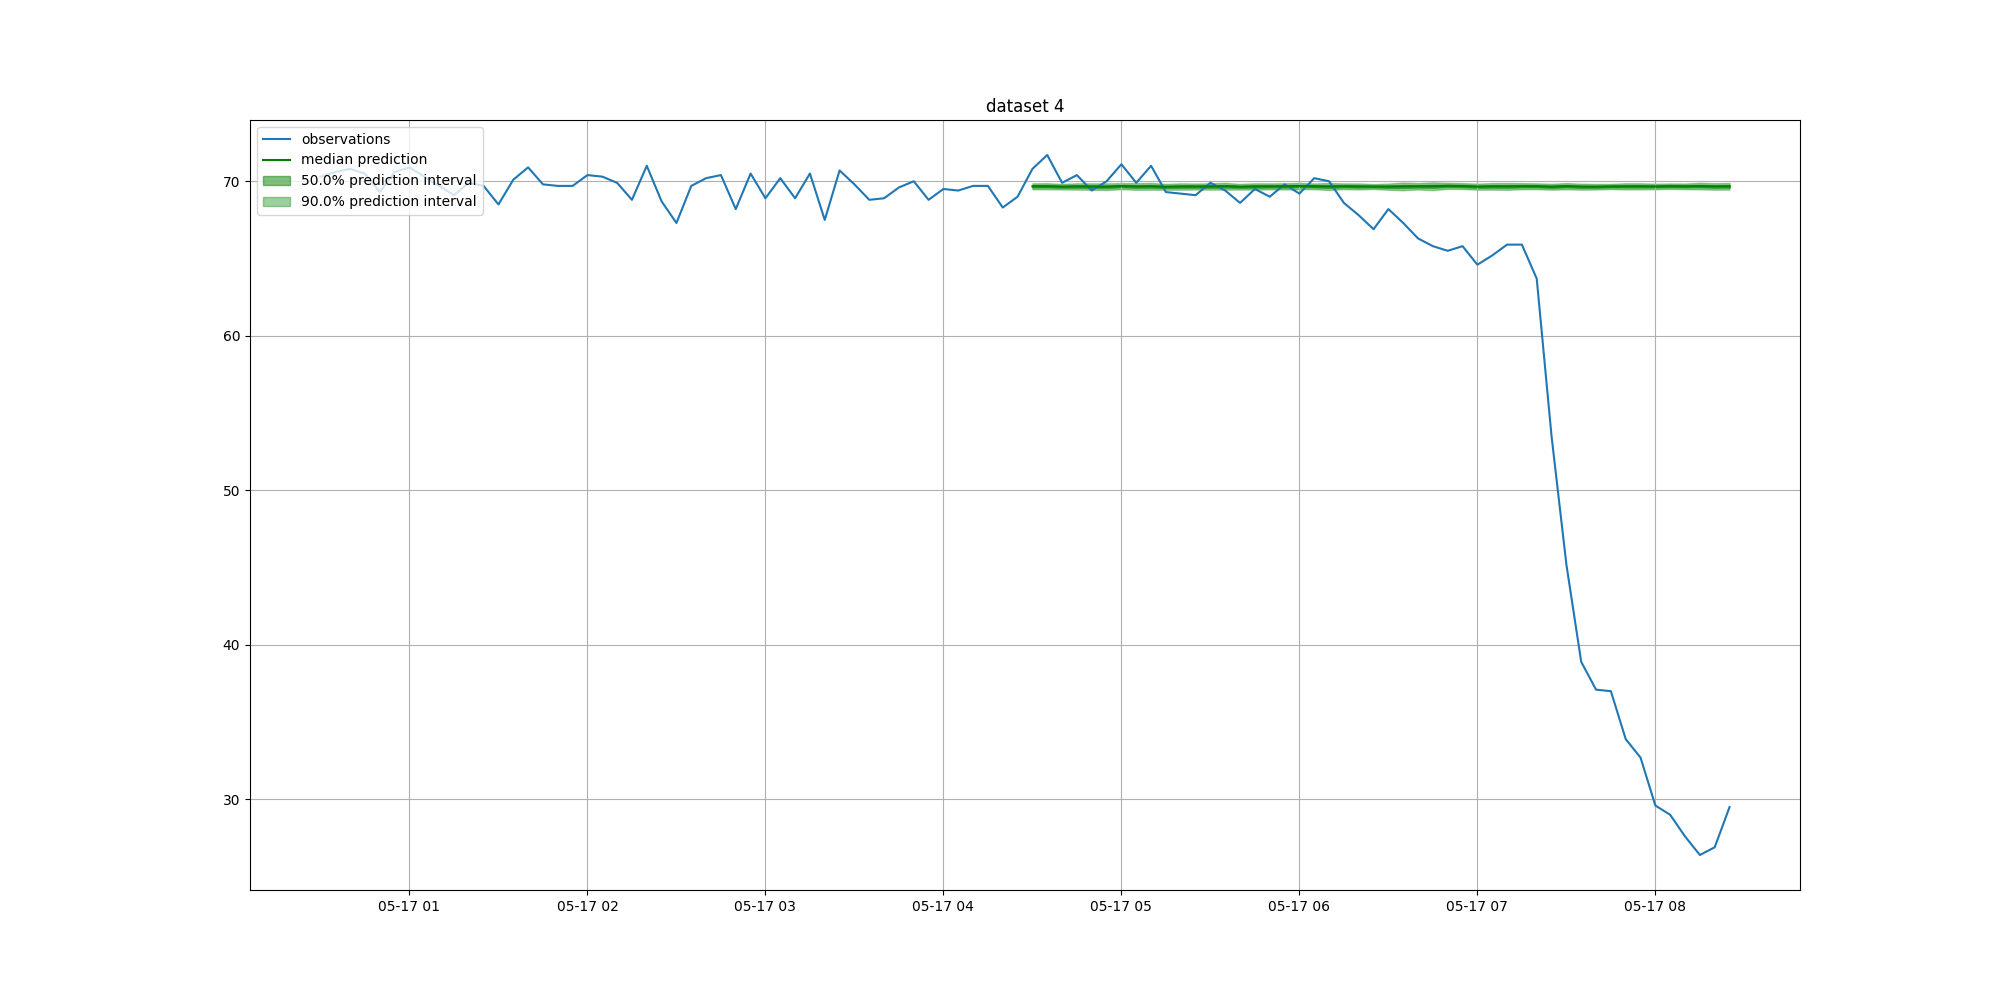 dataset 4
observations
median prediction
50.0% prediction interval
90.0% prediction interval
70
60
50
40
30
05-17 01 05-17 02 05-17 03 05-17 04 05-17 05 05-17 06 05-17 07 05-17 08